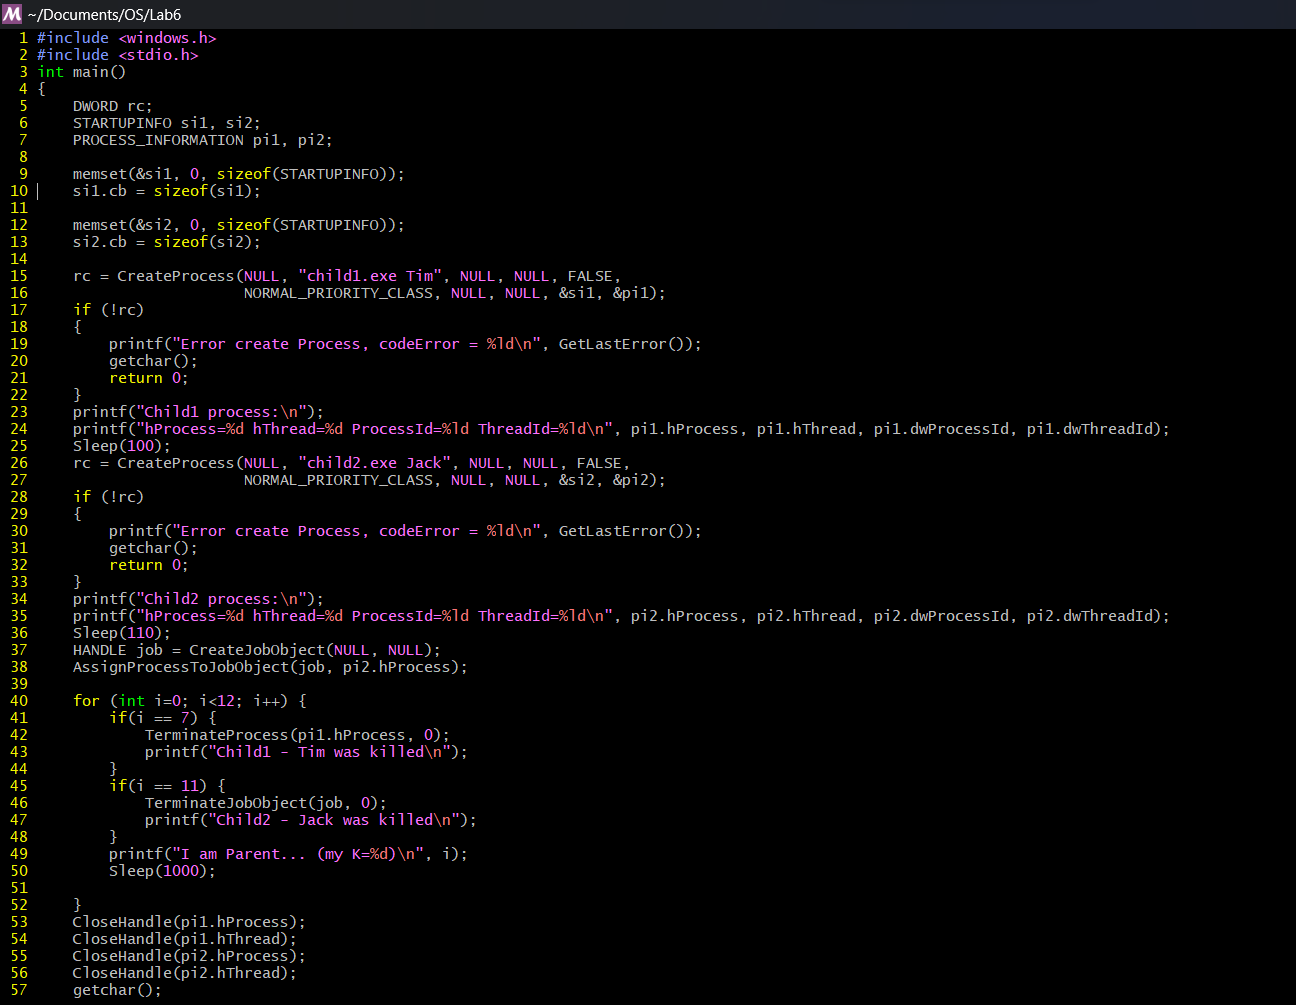 M ~/Documents/OS/Lab6
1 #include <windows.h>
2 #include <stdio.h>
3 int main()
4 {
5     DWORD rc;
6     STARTUPINFO si1, si2;
7     PROCESS_INFORMATION pi1, pi2;
8
9     memset(&si1, 0, sizeof(STARTUPINFO));
10     si1.cb = sizeof(si1);
11
12     memset(&si2, 0, sizeof(STARTUPINFO));
13     si2.cb = sizeof(si2);
14
15     rc = CreateProcess(NULL, "child1.exe Tim", NULL, NULL, FALSE,
16                        NORMAL_PRIORITY_CLASS, NULL, NULL, &si1, &pi1);
17     if (!rc)
18     {
19         printf("Error create Process, codeError = %ld\n", GetLastError());
20         getchar();
21         return 0;
22     }
23     printf("Child1 process:\n");
24     printf("hProcess=%d hThread=%d ProcessId=%ld ThreadId=%ld\n", pi1.hProcess, pi1.hThread, pi1.dwProcessId, pi1.dwThreadId);
25     Sleep(100);
26     rc = CreateProcess(NULL, "child2.exe Jack", NULL, NULL, FALSE,
27                        NORMAL_PRIORITY_CLASS, NULL, NULL, &si2, &pi2);
28     if (!rc)
29     {
30         printf("Error create Process, codeError = %ld\n", GetLastError());
31         getchar();
32         return 0;
33     }
34     printf("Child2 process:\n");
35     printf("hProcess=%d hThread=%d ProcessId=%ld ThreadId=%ld\n", pi2.hProcess, pi2.hThread, pi2.dwProcessId, pi2.dwThreadId);
36     Sleep(110);
37     HANDLE job = CreateJobObject(NULL, NULL);
38     AssignProcessToJobObject(job, pi2.hProcess);
39
40     for (int i=0; i<12; i++) {
41         if(i == 7) {
42             TerminateProcess(pi1.hProcess, 0);
43             printf("Child1 - Tim was killed\n");
44         }
45         if(i == 11) {
46             TerminateJobObject(job, 0);
47             printf("Child2 - Jack was killed\n");
48         }
49         printf("I am Parent... (my K=%d)\n", i);
50         Sleep(1000);
51
52     }
53     CloseHandle(pi1.hProcess);
54     CloseHandle(pi1.hThread);
55     CloseHandle(pi2.hProcess);
56     CloseHandle(pi2.hThread);
57     getchar();